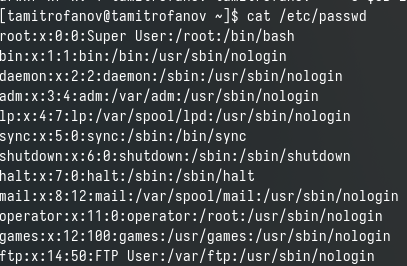 [tamitrofanov@tamitrofanov ~]$ cat /etc/passwd
root:x:0:0:Super User:/root:/bin/bash
bin:x:1:1:bin:/bin:/usr/sbin/nologin
daemon:x:2:2:daemon:/sbin:/usr/sbin/nologin
adm:x:3:4:adm:/var/adm:/usr/sbin/nologin
lp:x:4:7:lp:/var/spool/lpd:/usr/sbin/nologin
sync:x:5:0:sync:/sbin:/bin/sync
shutdown:x:6:0:shutdown:/sbin:/sbin/shutdown
halt:x:7:0:halt:/sbin:/sbin/halt
mail:x:8:12:mail:/var/spool/mail:/usr/sbin/nologin
operator:x:11:0:operator:/root:/usr/sbin/nologin
games:x:12:100:games:/usr/games:/usr/sbin/nologin
ftp:x:14:50:FTP User:/var/ftp:/usr/sbin/nologin